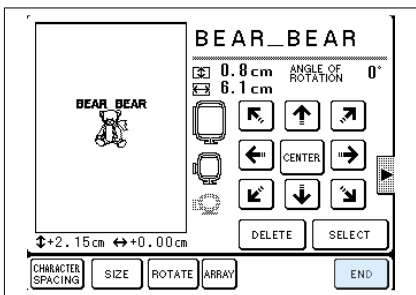 BEAR_BEAR
0.8cm
6.1cm
ANGLE OF ROTATION 0°
BEAR BEAR
CENTER
+2.15cm +0.00cm
DELETE
SELECT
CHARACTER SPACING
SIZE
ROTATE
ARRAY
END